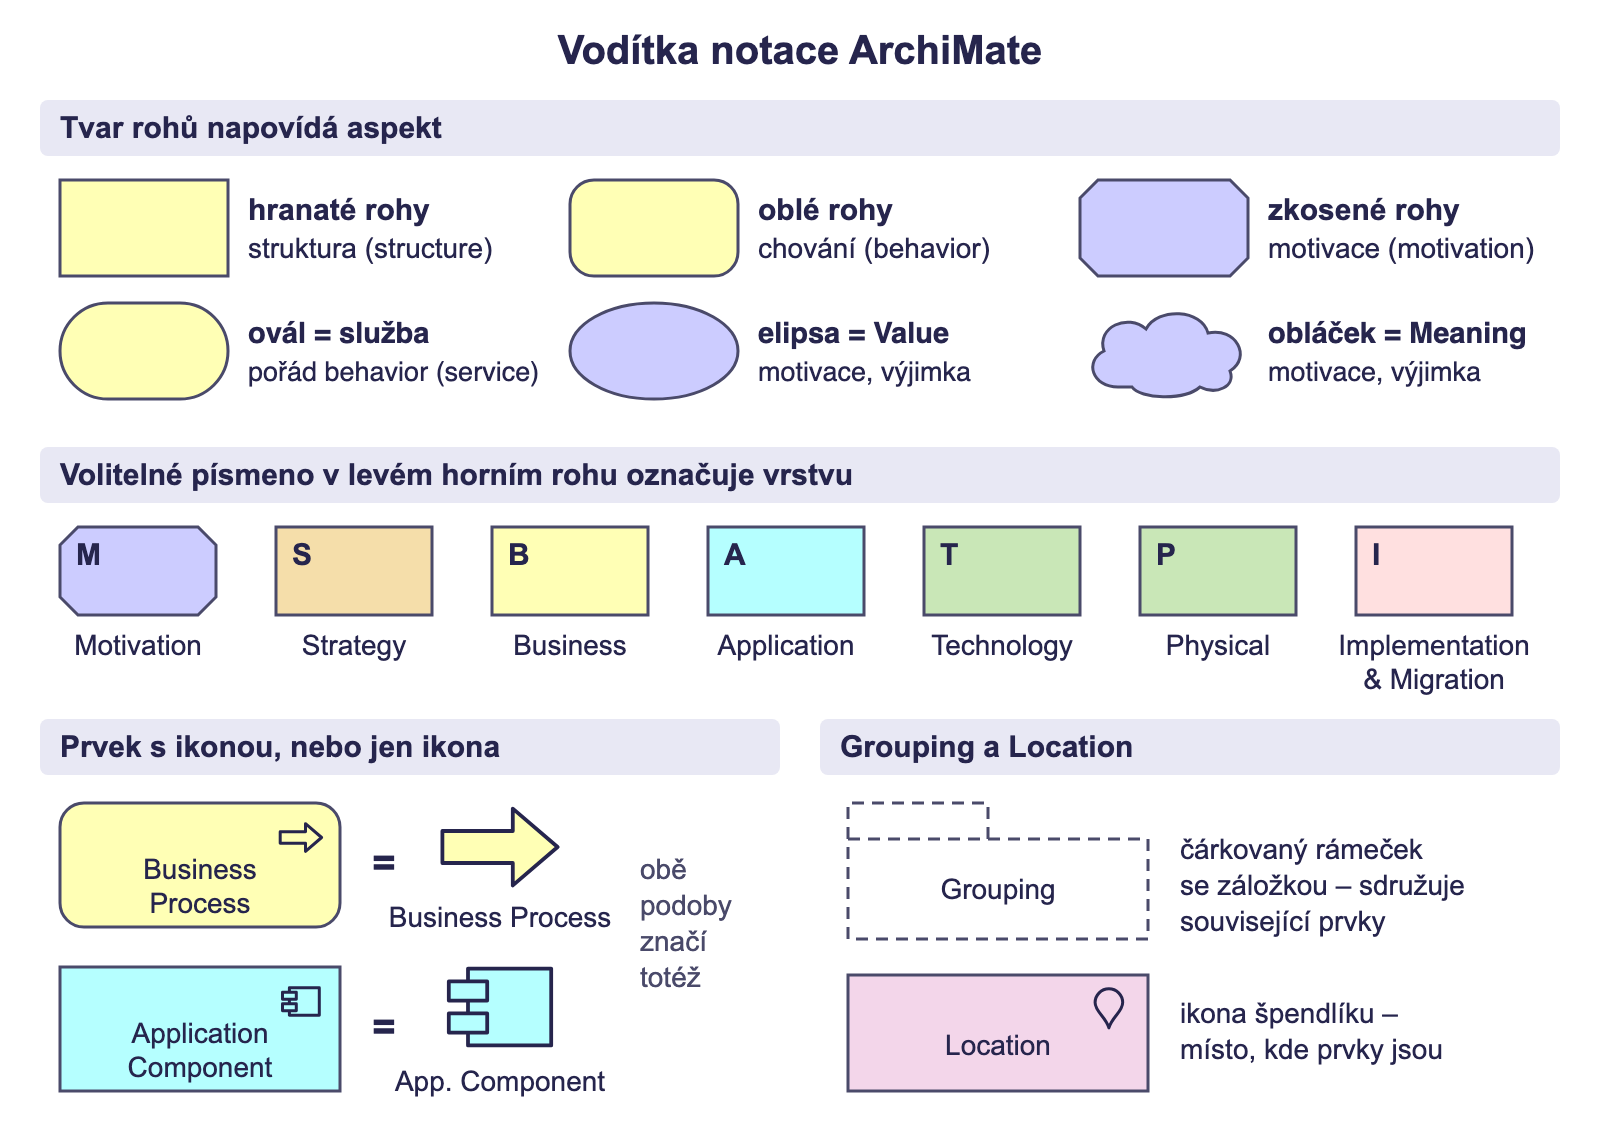 Vodítka notace ArchiMate
Tvar rohů napovídá aspekt
hranaté rohy
struktura (structure)
oblé rohy
chování (behavior)
zkosené rohy
motivace (motivation)
ovál = služba
pořád behavior (service)
elipsa = Value
motivace, výjimka
obláček = Meaning
motivace, výjimka
Volitelné písmeno v levém horním rohu označuje vrstvu
M
S
B
A
T
P
I
Motivation
Strategy
Business
Application
Technology
Physical
Implementation
& Migration
Prvek s ikonou, nebo jen ikona
Business
Process
=
Business Process
obě
podoby
značí
totéž
Application
Component
=
App. Component
Grouping a Location
Grouping
čárkovaný rámeček
se záložkou – sdružuje
související prvky
Location
ikona špendlíku –
místo, kde prvky jsou